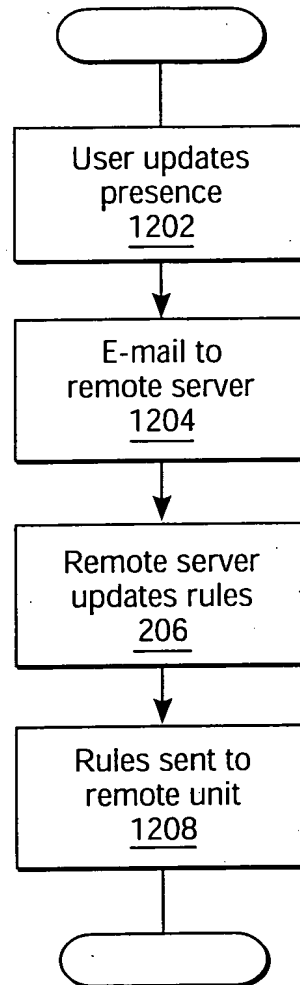 User updates
presence
1202
E-mail to
remote server
1204
Remote server
updates rules
206
Rules sent to
remote unit
1208